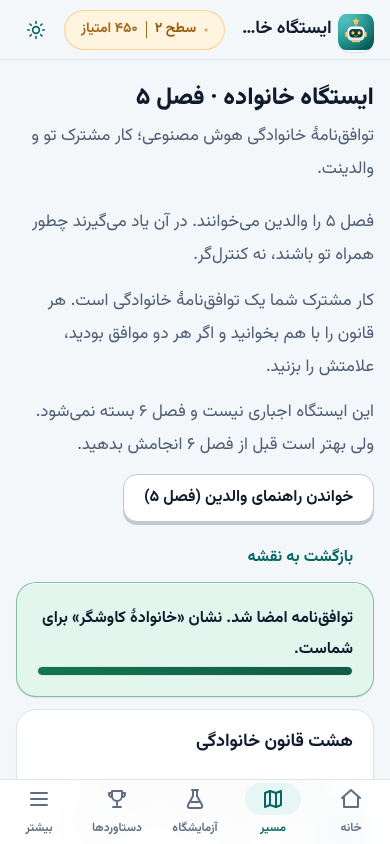 ایستگاه خا...
سطح ۲ | ۴۵۰ امتیاز
ایستگاه خانواده · فصل ۵
توافق‌نامهٔ خانوادگی هوش مصنوعی؛ کار مشترک تو و
والدینت.
فصل ۵ را والدین می‌خوانند. در آن یاد می‌گیرند چطور
همراه تو باشند، نه کنترل‌گر.
کار مشترک شما یک توافق‌نامهٔ خانوادگی است. هر
قانون را با هم بخوانید و اگر هر دو موافق بودید،
علامتش را بزنید.
این ایستگاه اجباری نیست و فصل ۶ بسته نمی‌شود.
ولی بهتر است قبل از فصل ۶ انجامش بدهید.
خواندن راهنمای والدین (فصل ۵)
بازگشت به نقشه
توافق‌نامه امضا شد. نشان «خانوادهٔ کاوشگر» برای
شماست.
هشت قانون خانوادگی
خانه
مسیر
آزمایشگاه
دستاوردها
بیشتر